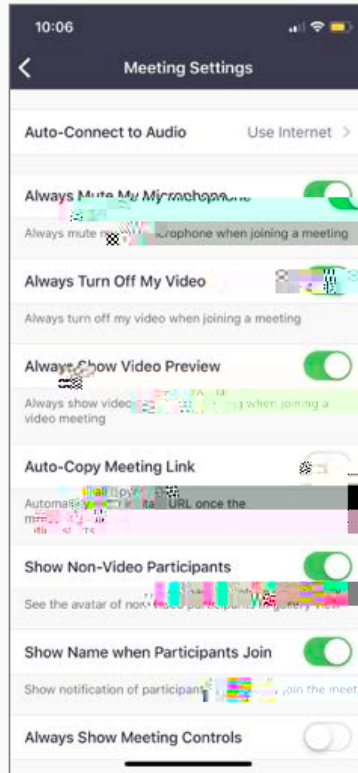 10:06
Meeting Settings
Auto-Connect to Audio Use Internet
Always Mute My Microphone
Always mute microphone when joining a meeting
Always Turn Off My Video
Always turn off my video when joining a meeting
Always Show Video Preview
Always show video when joining a
video meeting
Auto-Copy Meeting Link
URL once the
Show Non-Video Participants
See the avatar of
Show Name when Participants Join
Show notification of participant join the meet
Always Show Meeting Controls